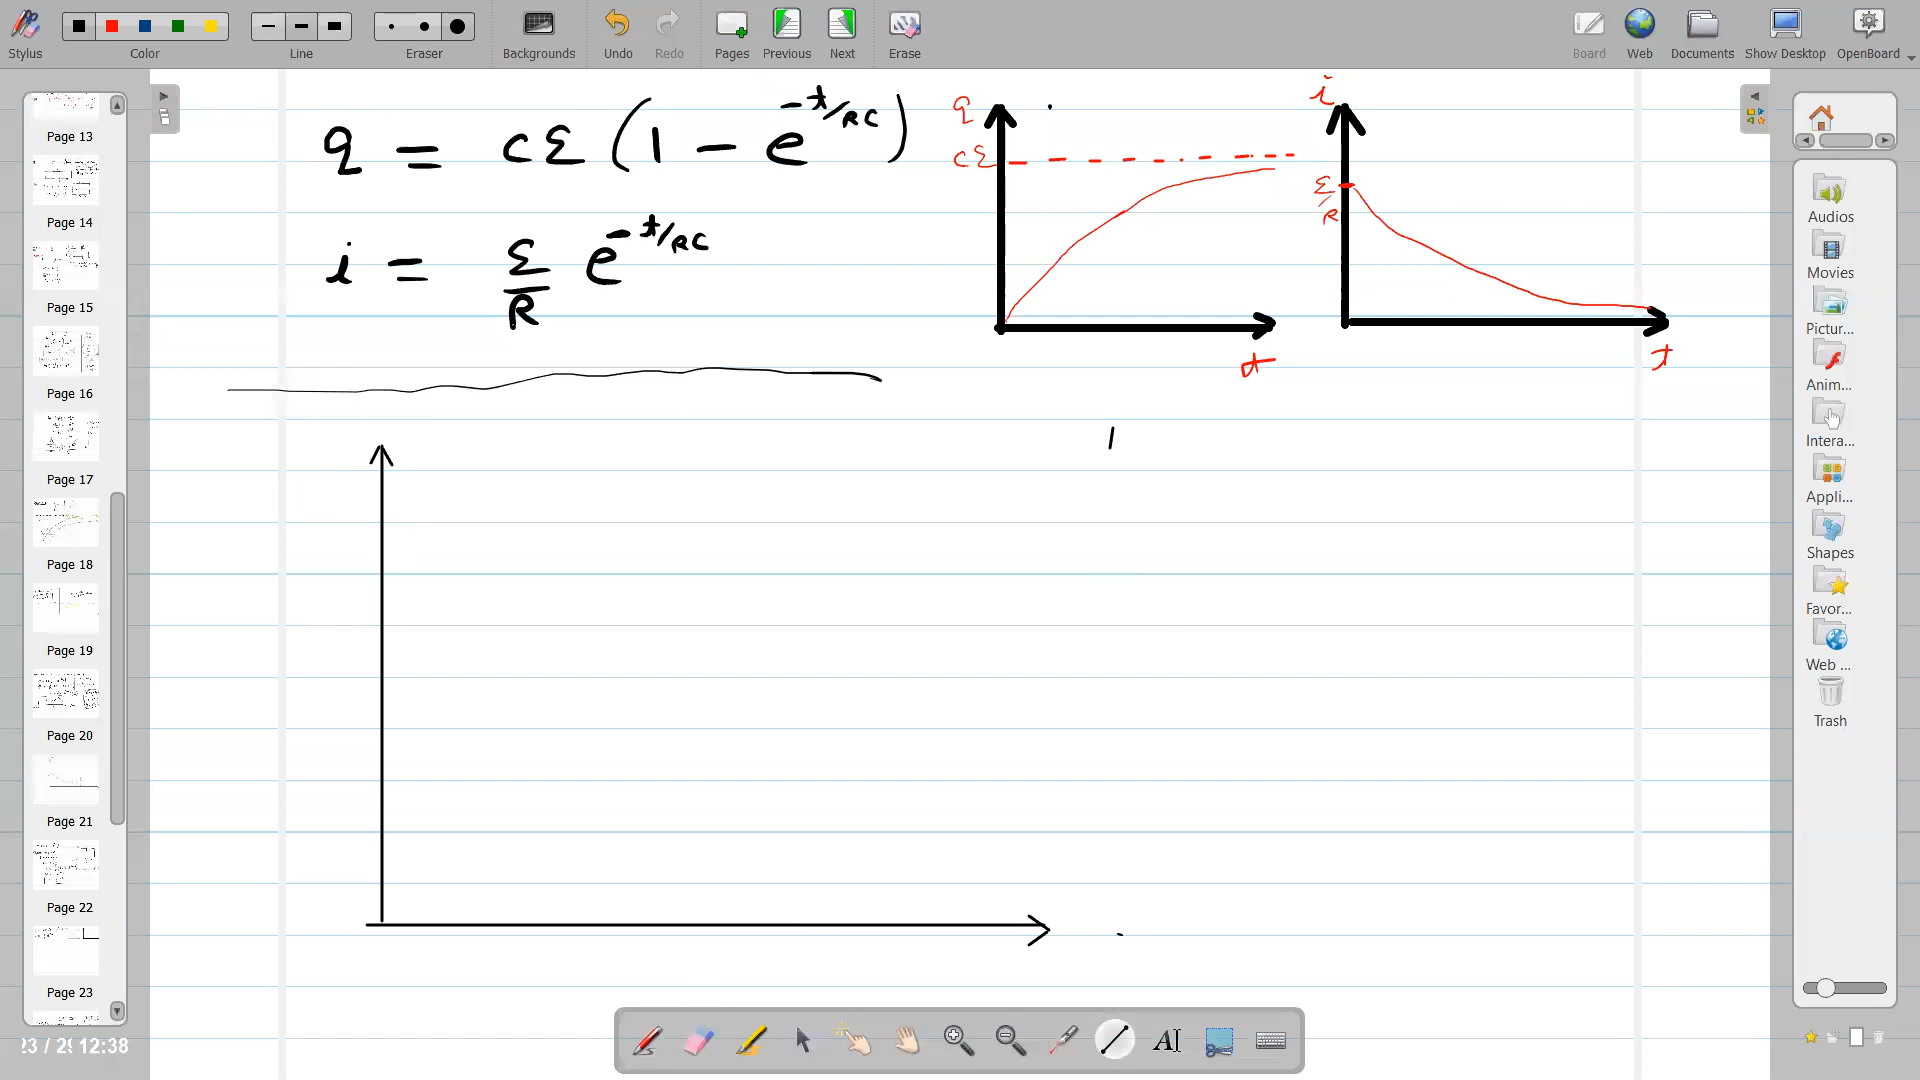 Stylus
Color
Line
Eraser
Backgrounds
Undo
Redo
Pages
Previous
Next
Erase
Board
Web
Documents
Show Desktop
OpenBoard
Page 13
Page 14
Page 15
Page 16
Page 17
Page 18
Page 19
Page 20
Page 21
Page 22
Page 23
q = cε (1 - e^-t/RC)
i = ε/R e^-t/RC
q
cε
t
i
ε/R
t
Audios
Movies
Pictur...
Anim...
Intera...
Appli...
Shapes
Favor...
Web ...
Trash
23 / 29
12:38